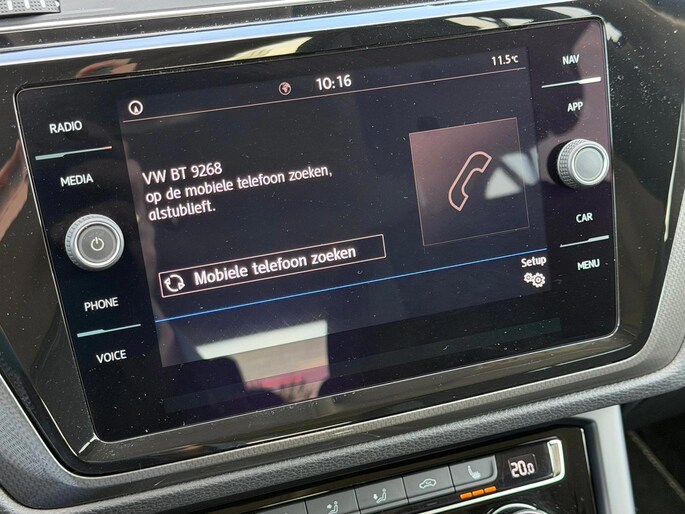 10:16
11.5°C
RADIO
MEDIA
PHONE
VOICE
VW BT 9268
op de mobiele telefoon zoeken,
alstublieft.
Mobiele telefoon zoeken
Setup
NAV
APP
CAR
MENU
20.0